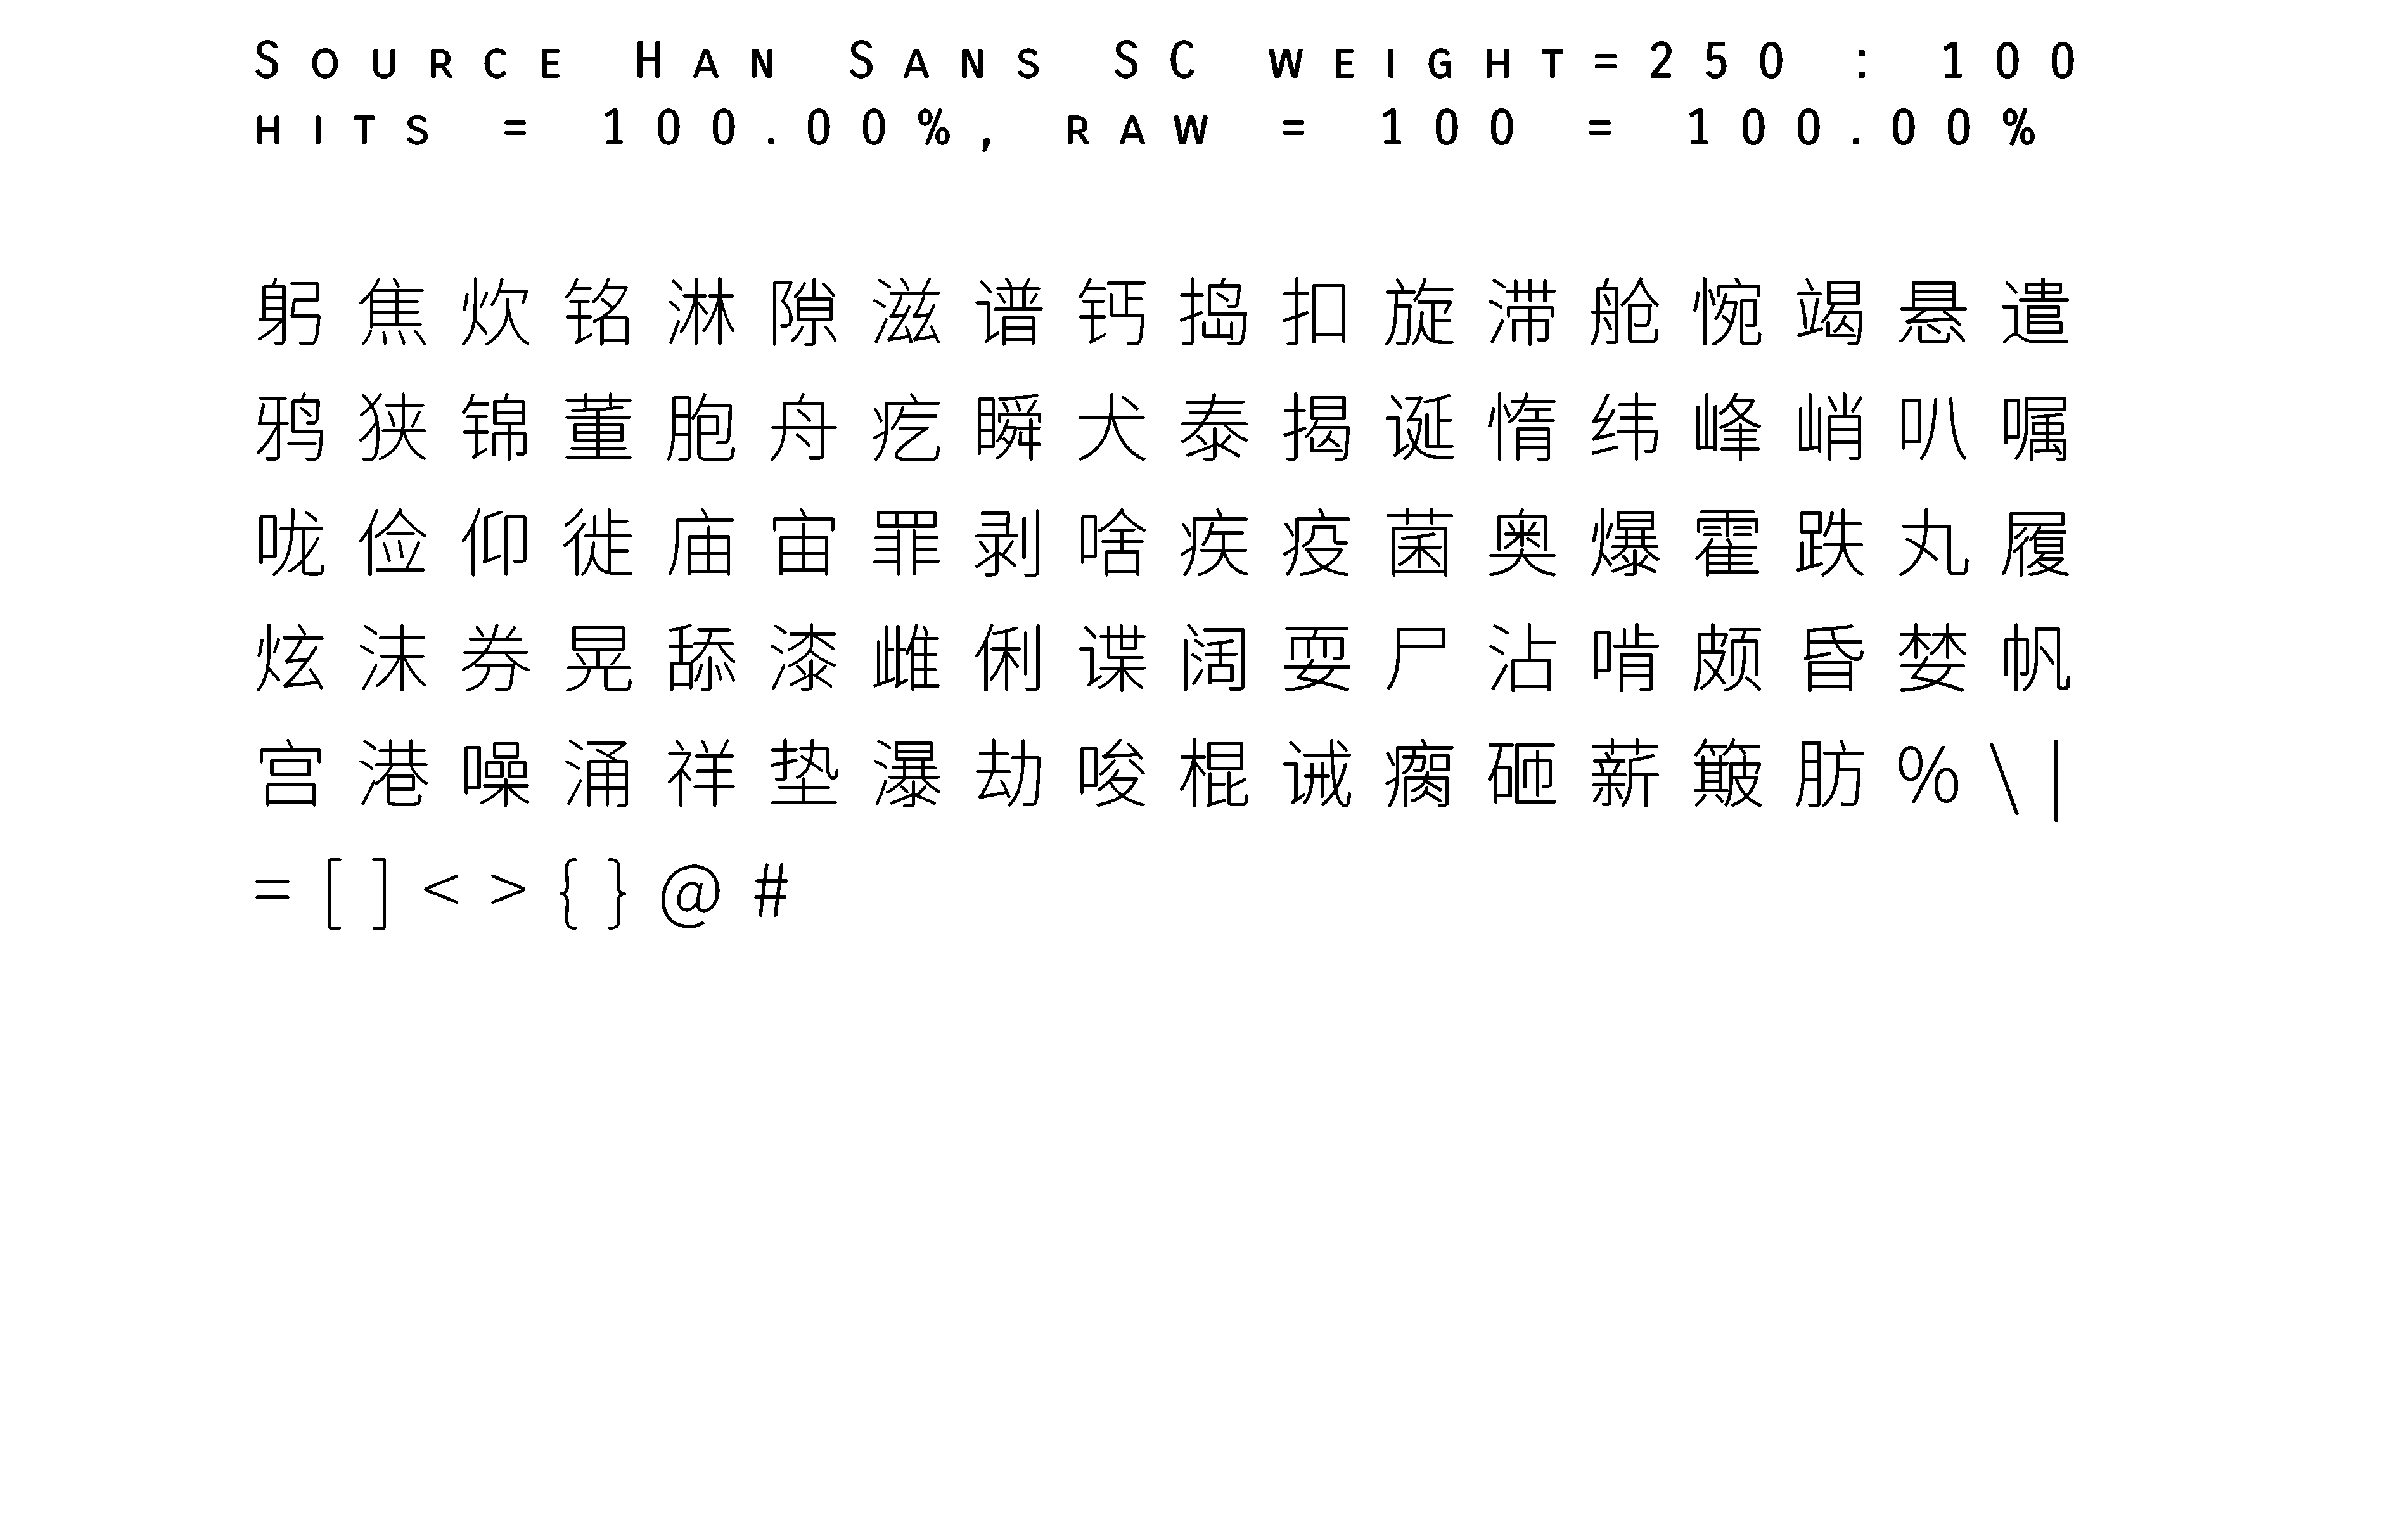 Source Han Sans SC weight=250 : 100
hits = 100.00%, raw = 100 = 100.00%
躬焦炊铭淋隙滋谱钙捣扣旋滞舱惋竭悬遣
鸦狭锦董胞舟疙瞬犬泰揭诞惰纬峰峭叭嘱
咙俭仰徙庙宙罪剥啥疾疫菌奥爆霍跌丸履
炫沫券晃舔漆雌俐谍阔耍尸沾啃颇昏婪帆
宫港噪涌祥垫瀑劫唆棍诫瘸砸薪簸肪%\|
=[]<>{}@#